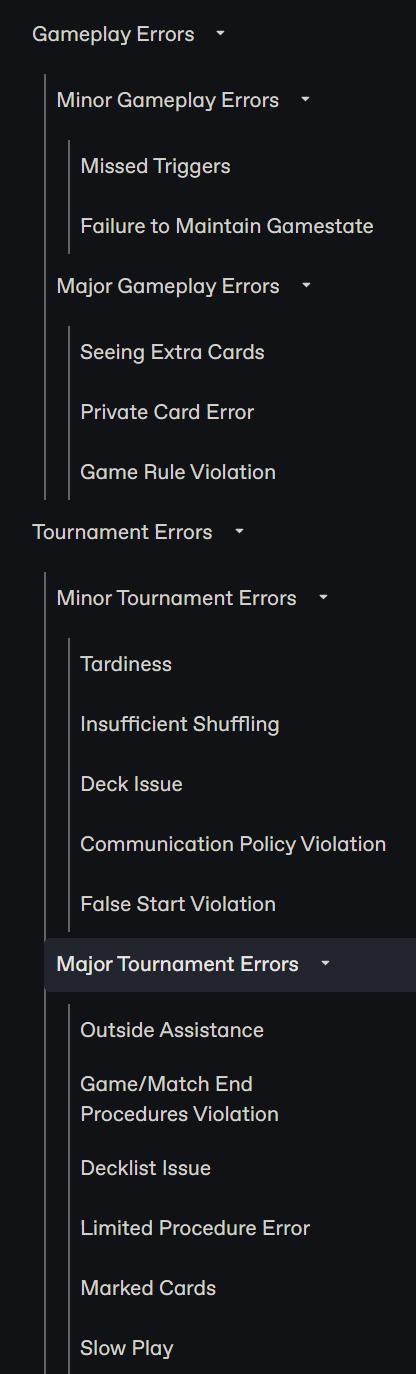 Gameplay Errors
Minor Gameplay Errors
Missed Triggers
Failure to Maintain Gamestate
Major Gameplay Errors
Seeing Extra Cards
Private Card Error
Game Rule Violation
Tournament Errors
Minor Tournament Errors
Tardiness
Insufficient Shuffling
Deck Issue
Communication Policy Violation
False Start Violation
Major Tournament Errors
Outside Assistance
Game/Match End
Procedures Violation
Decklist Issue
Limited Procedure Error
Marked Cards
Slow Play